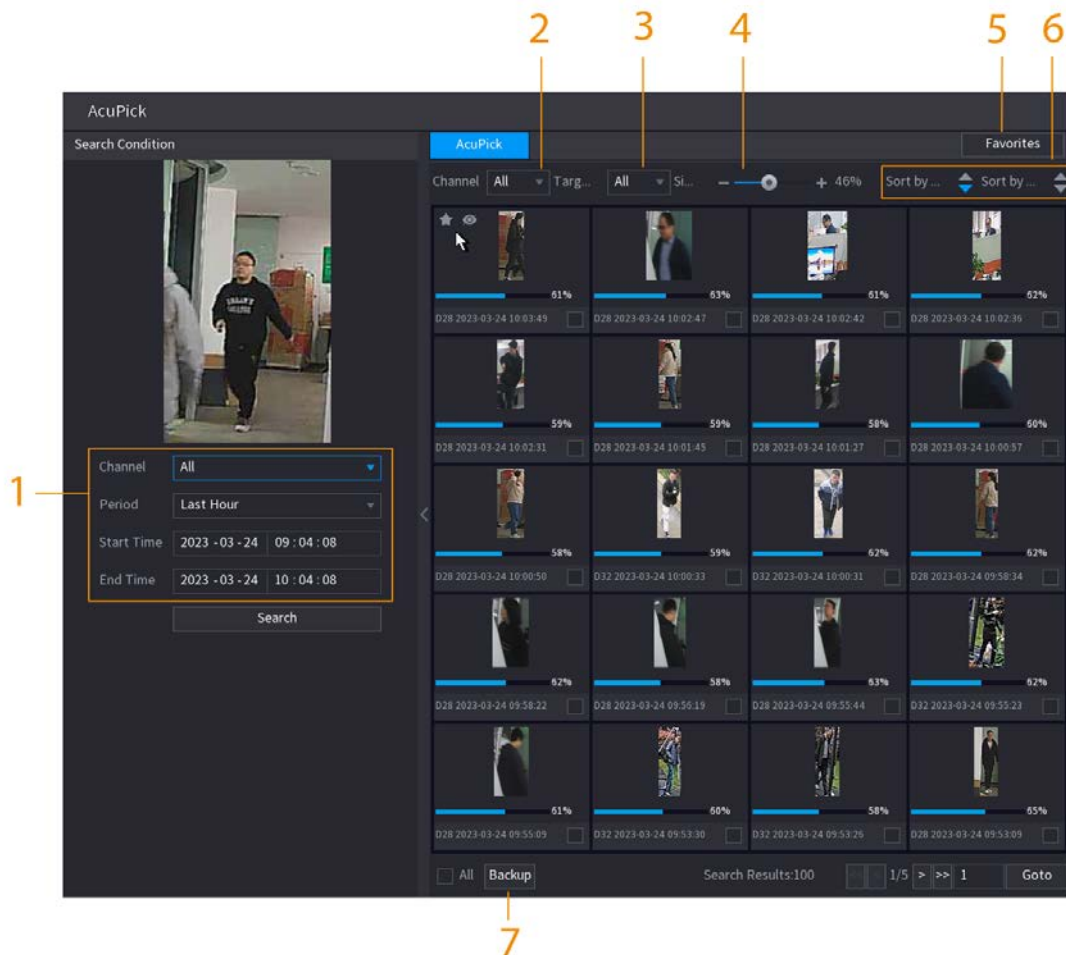 2 3 4 5 6
AcuPick
Search Condition
AcuPick Favorites
Channel All Targ... All Si... 46% Sort by ... Sort by ...
61% 63% 61% 62%
D28 2023-03-24 10:03:49 D28 2023-03-24 10:02:47 D28 2023-03-24 10:02:42 D28 2023-03-24 10:02:36
59% 59% 58% 60%
D28 2023-03-24 10:02:31 D28 2023-03-24 10:01:45 D28 2023-03-24 10:01:27 D28 2023-03-24 10:00:57
1
Channel All
Period Last Hour
Start Time 2023 -03 -24 09 : 04 : 08
End Time 2023 -03 -24 10 : 04 : 08
Search
58% 59% 62% 62%
D28 2023-03-24 10:00:50 D32 2023-03-24 10:00:33 D32 2023-03-24 10:00:31 D28 2023-03-24 09:58:34
62% 58% 63% 62%
D28 2023-03-24 09:58:22 D28 2023-03-24 09:56:19 D28 2023-03-24 09:55:44 D32 2023-03-24 09:55:23
61% 60% 58% 65%
D28 2023-03-24 09:55:09 D32 2023-03-24 09:53:30 D32 2023-03-24 09:53:26 D28 2023-03-24 09:53:09
All Backup Search Results:100 1/5 > >> 1 Goto
7